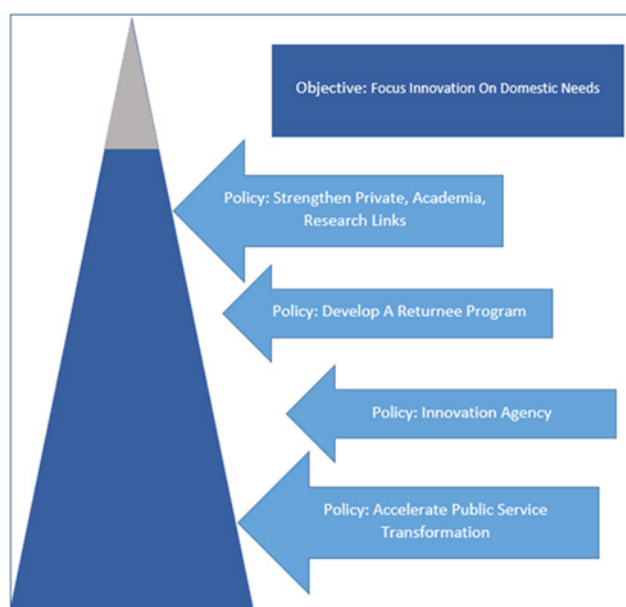 Objective: Focus Innovation On Domestic Needs
Policy: Strengthen Private, Academia,
Research Links
Policy: Develop A Returnee Program
Policy: Innovation Agency
Policy: Accelerate Public Service
Transformation